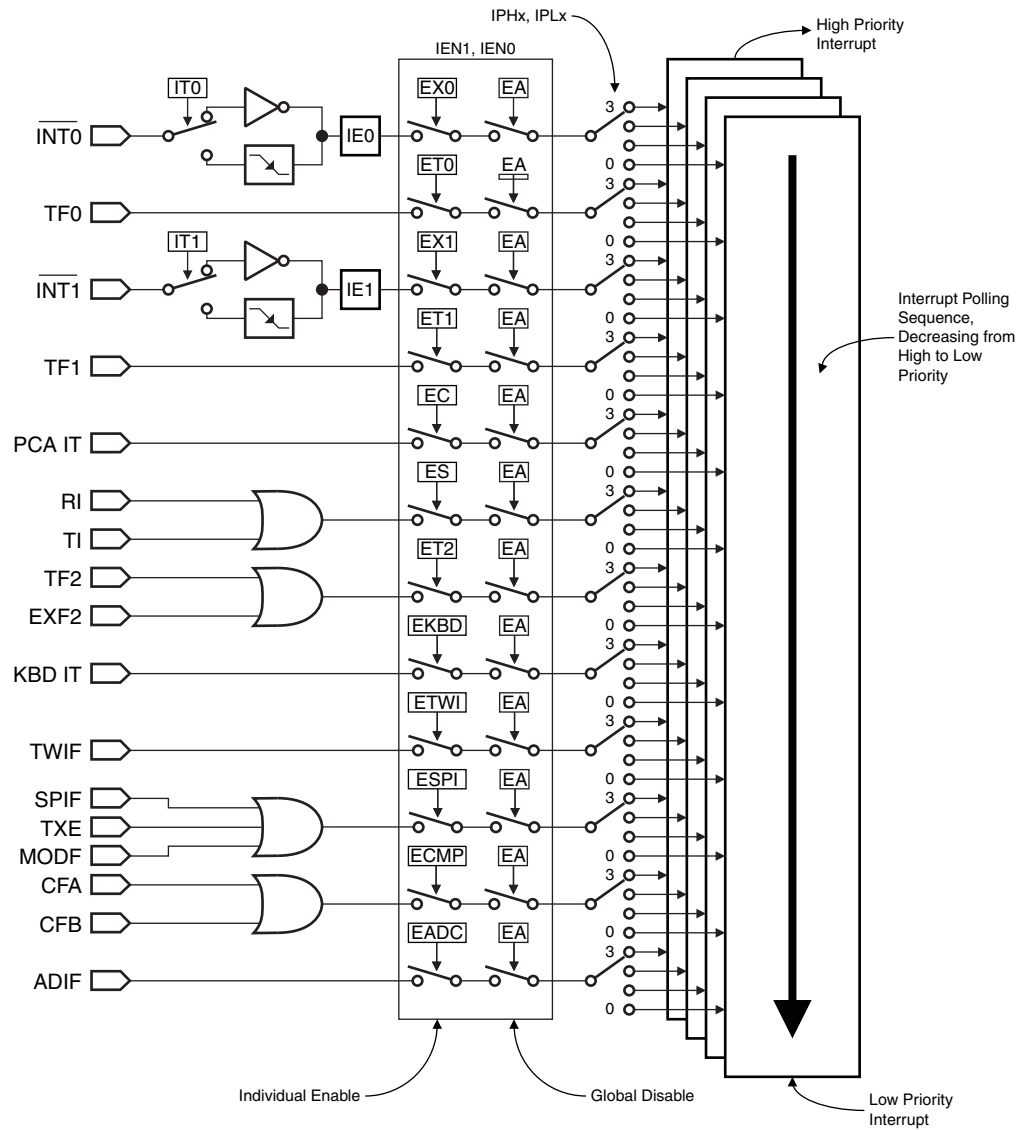 IPHx, IPLx
High Priority
Interrupt
IEN1, IEN0
IT0
EX0
EA
3
INT0
IE0
ET0
EA
0
3
TF0
IT1
EX1
EA
0
3
INT1
IE1
ET1
EA
0
3
TF1
EC
EA
0
3
PCA IT
ES
EA
0
3
RI
TI
ET2
EA
0
3
TF2
EXF2
EKBD
EA
0
3
KBD IT
ETWI
EA
0
3
TWIF
ESPI
EA
0
3
SPIF
TXE
MODF
ECMP
EA
0
3
CFA
CFB
EADC
EA
0
3
ADIF
0
Interrupt Polling
Sequence,
Decreasing from
High to Low
Priority
Individual Enable
Global Disable
Low Priority
Interrupt